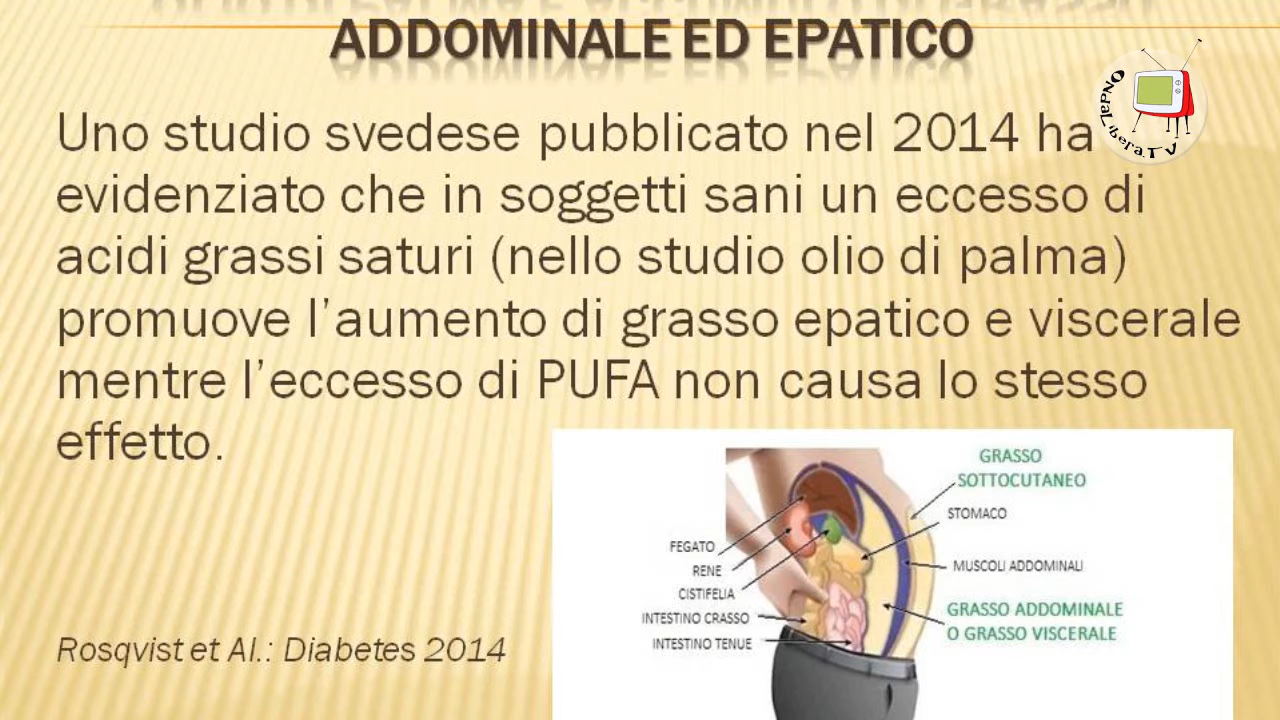 ADDOMINALE ED EPATICO
Uno studio svedese pubblicato nel 2014 ha
evidenziato che in soggetti sani un eccesso di
acidi grassi saturi (nello studio olio di palma)
promuove l'aumento di grasso epatico e viscerale
mentre l'eccesso di PUFA non causa lo stesso
effetto.
OndaLiberaTV
GRASSO
SOTTOCUTANEO
STOMACO
FEGATO
RENE
CISTIFELIA
INTESTINO CRASSO
INTESTINO TENUE
MUSCOLI ADDOMINALI
GRASSO ADDOMINALE
O GRASSO VISCERALE
Rosqvist et Al.: Diabetes 2014